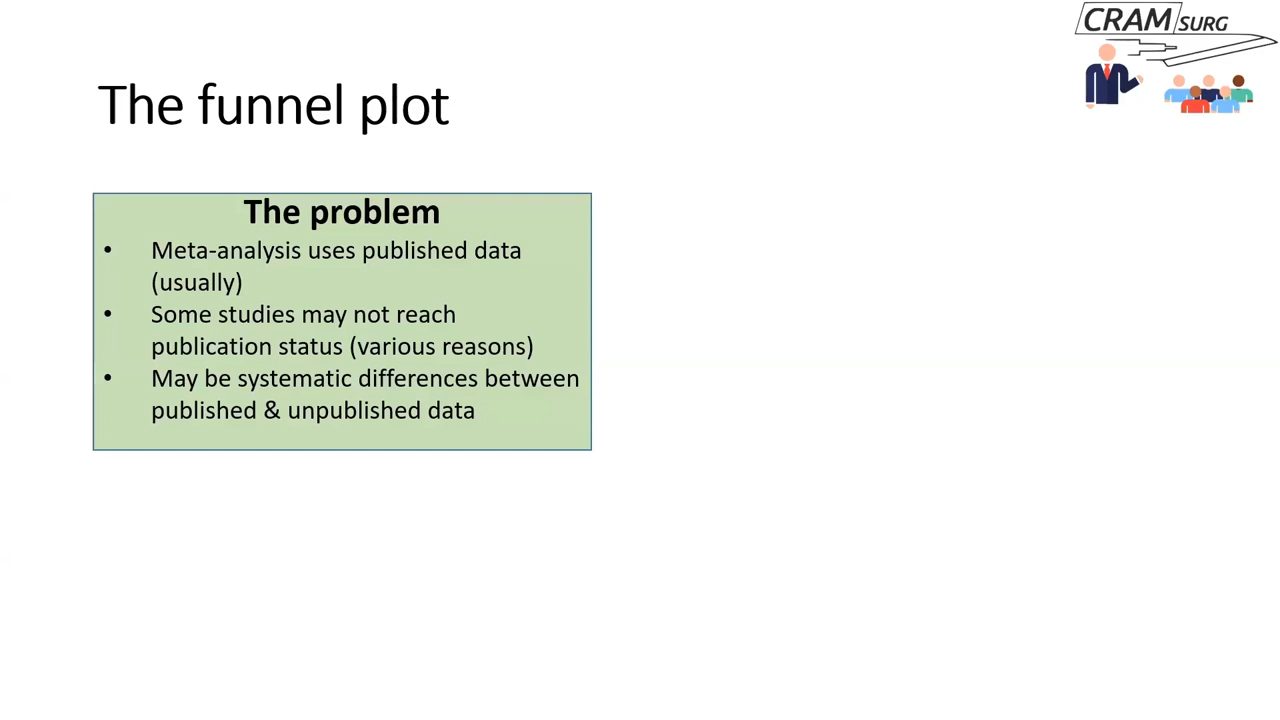 CRAM SURG
The funnel plot
The problem
• Meta-analysis uses published data
(usually)
• Some studies may not reach
publication status (various reasons)
• May be systematic differences between
published & unpublished data